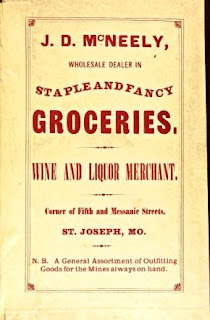 J. D. McNEELY,
WHOLESALE DEALER IN
STAPLE AND FANCY
GROCERIES.
WINE AND LIQUOR MERCHANT.
Corner of Fifth and Messanie Streets,
ST. JOSEPH, MO.
N. B. A General Assortment of Outfitting
Goods for the Mines always on hand.